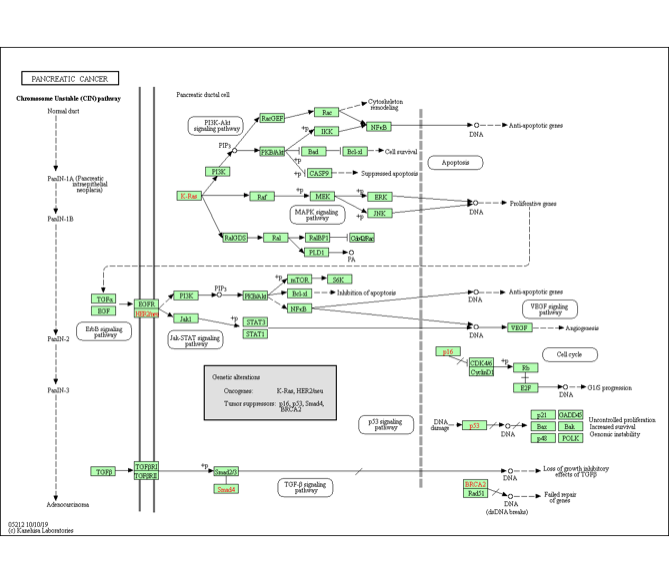 PANCREATIC CANCER
Chromosome Unstable (CIN) pathway
Normal duct
PanIN-1A (Pancreatic
intraepithelial
neoplasia)
PanIN-1B
PanIN-2
PanIN-3
Adenocarcinoma
Pancreatic ductal cell
PI3K-Akt
signaling pathway
RacGEF
Rac
Cytoskeleton
remodeling
+p
IKK
NFκB
DNA
Anti-apoptotic genes
PIP3
PKB/Akt
Bad
Bcl-xl
Cell survival
+p
+p
CASP9
Suppressed apoptosis
Apoptosis
PI3K
K-Ras
Raf
MEK
+p
ERK
MAPK signaling
pathway
+p
JNK
DNA
Proliferative genes
RalGDS
Ral
RalBP1
Cdc42/Rac
PLD1
PA
TGFα
EGF
EGFR
HER2/neu
ErbB signaling
pathway
PI3K
PIP3
PKB/Akt
+p
mTOR
S6K
Bcl-xl
Inhibition of apoptosis
NFκB
DNA
Anti-apoptotic genes
VEGF signaling
pathway
Jak1
+p
STAT3
STAT1
Jak-STAT signaling
pathway
DNA
VEGF
Angiogenesis
p16
CDK4/6
CyclinD1
+p
Rb
Cell cycle
E2F
DNA
G1/S progression
Genetic alterations
Oncogenes: K-Ras, HER2/neu
Tumor suppressors: p16, p53, Smad4,
BRCA2
p53 signaling
pathway
DNA
damage
p53
DNA
p21
GADD45
Bax
Bak
p48
POLK
Uncontrolled proliferation
Increased survival
Genomic instability
TGFβ
TGFβRI
TGFβRII
+p
Smad2/3
Smad4
TGF-β signaling
pathway
DNA
Loss of growth inhibitory
effects of TGFβ
BRCA2
Rad51
DNA
(dsDNA breaks)
Failed repair
of genes
05212 10/10/19
(c) Kanehisa Laboratories